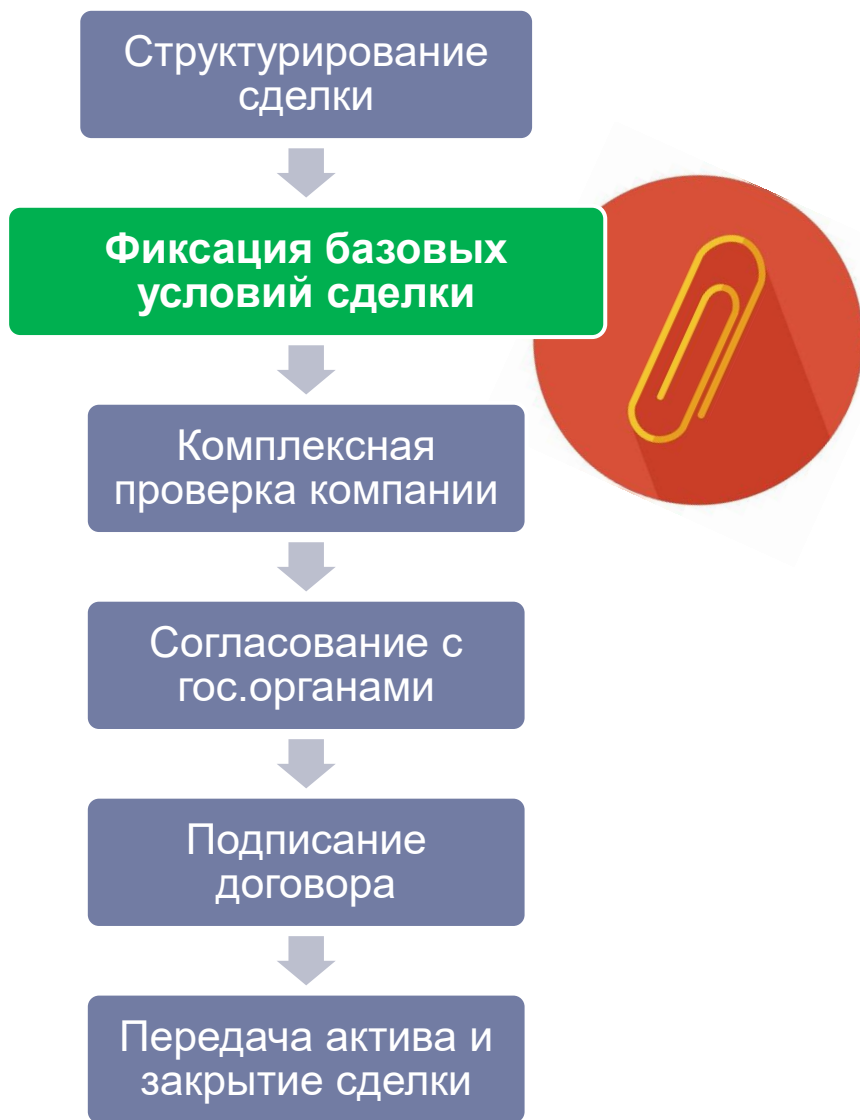 Структурирование
сделки
Фиксация базовых
условий сделки
Комплексная
проверка компании
Согласование с
гос.органами
Подписание
договора
Передача актива и
закрытие сделки